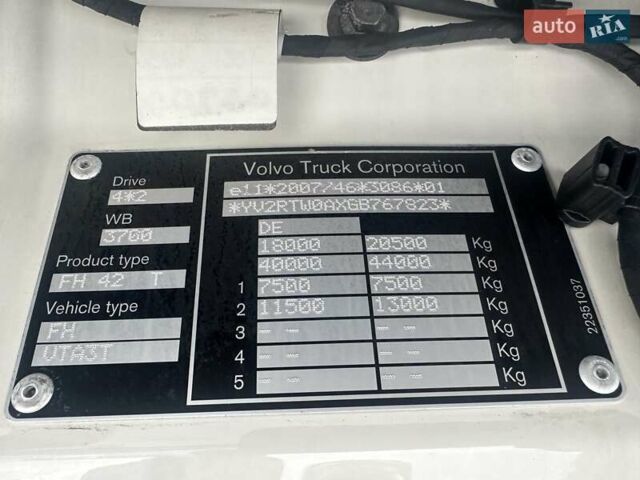 auto RIA.com
Volvo Truck Corporation
Drive
4*2
WB
3700
Product type
FH 42 T
Vehicle type
FH
VTA3T
e11*2007/46*3086*01
*YV2RTW0AXGB767823*
DE
18000 20500 Kg
40000 44000 Kg
1 7500 7500 Kg
2 11500 13000 Kg
3 -- -- Kg
4 -- -- Kg
5 -- -- Kg
22351037